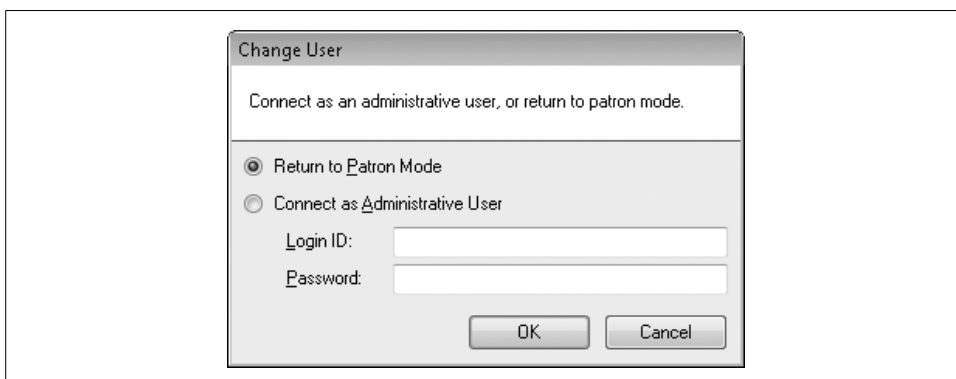 Change User
Connect as an administrative user, or return to patron mode.
Return to Patron Mode
Connect as Administrative User
Login ID:
Password:
OK Cancel